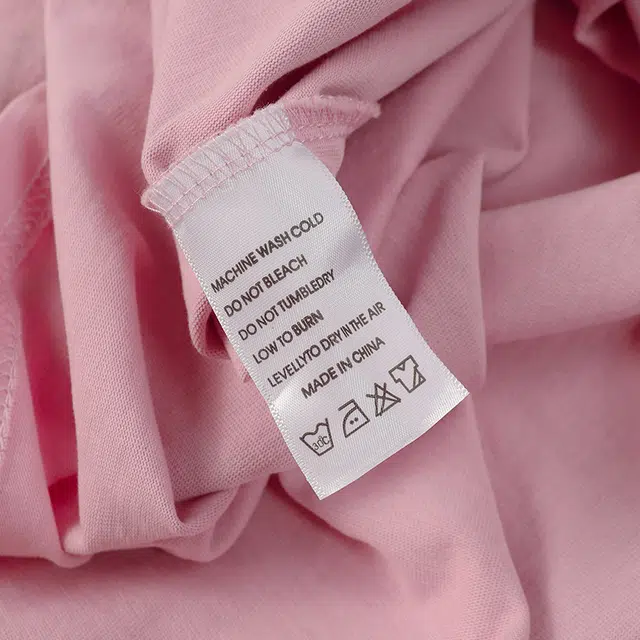 MACHINE WASH COLD
DO NOT BLEACH
DO NOT TUMBLEDRY
LOW TO BURN
LEVELLYTO DRY IN THE AIR
MADE IN CHINA
30℃